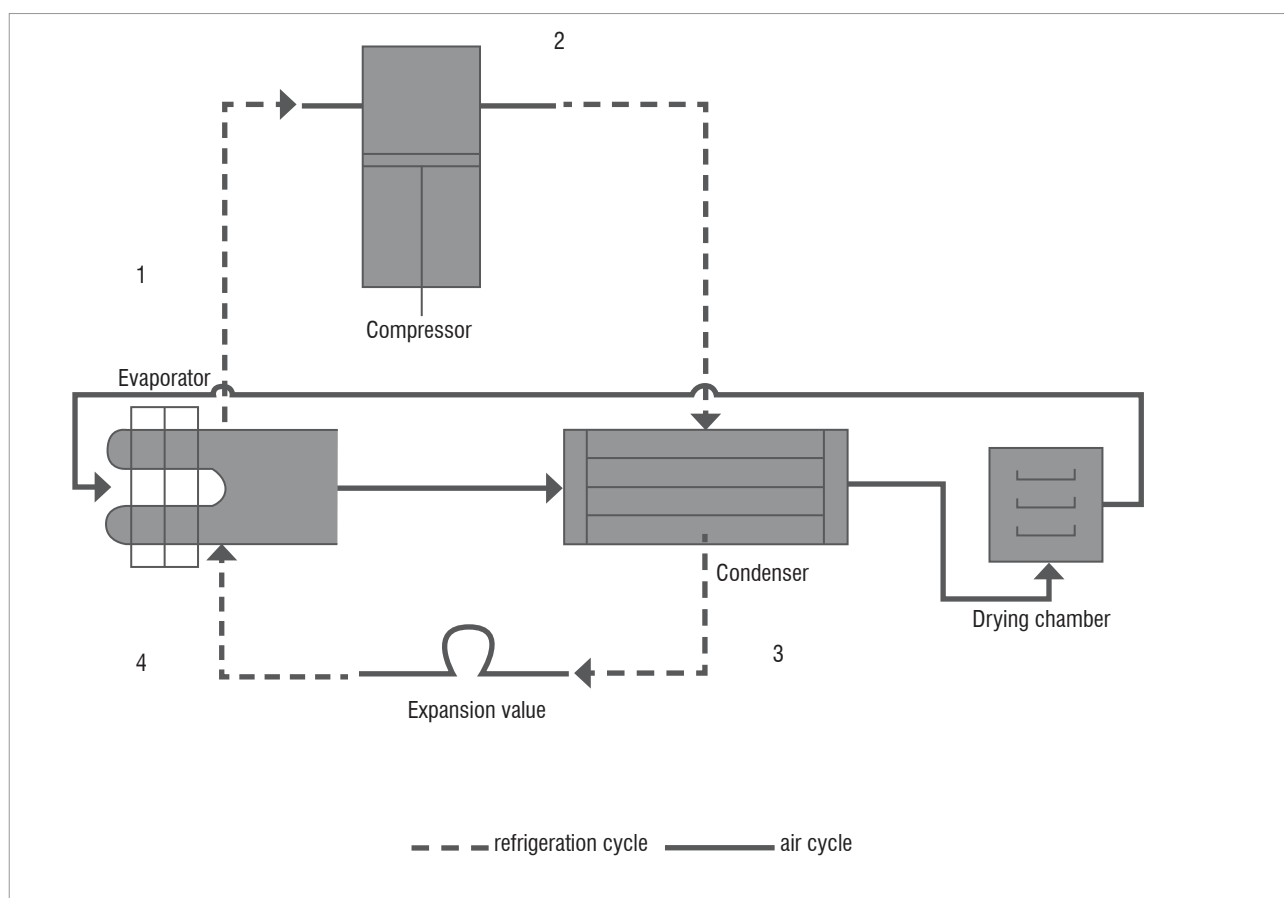 2
1
Compressor
Evaporator
Condenser
Drying chamber
4
3
Expansion value
refrigeration cycle
air cycle